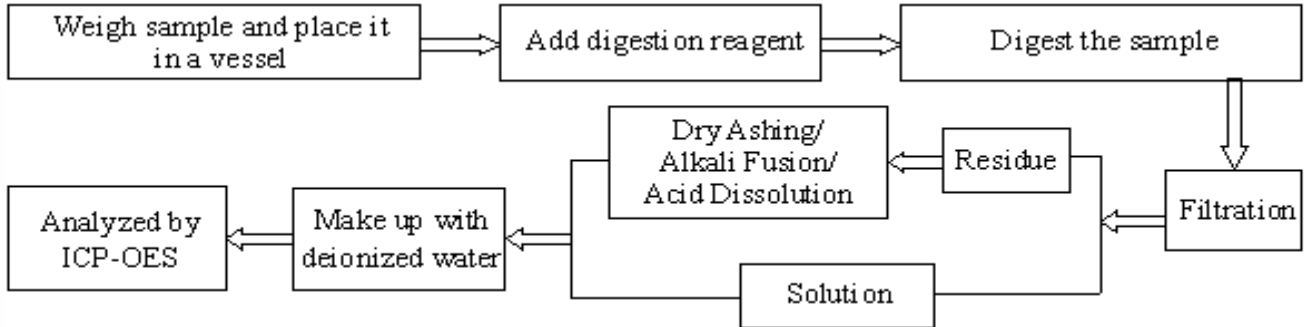 Weigh sample and place it
in a vessel
Add digestion reagent
Digest the sample
Filtration
Residue
Dry Ashing/
Alkali Fusion/
Acid Dissolution
Solution
Make up with
deionized water
Analyzed by
ICP-OES